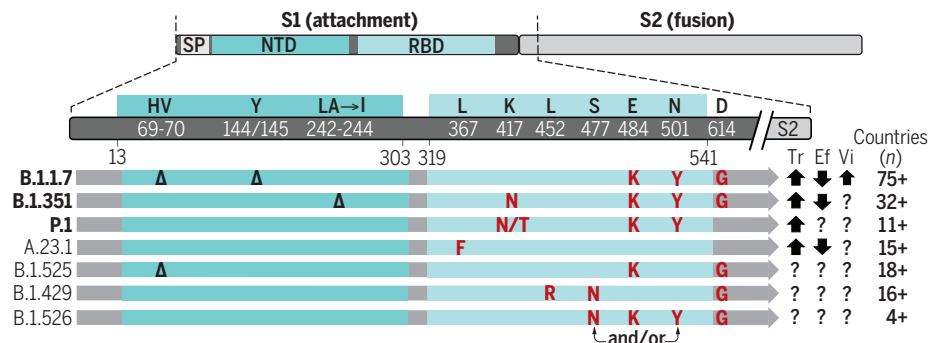 S1 (attachment) S2 (fusion)
SP NTD RBD
HV Y LA→I L K L S E N D
69-70 144/145 242-244 367 417 452 477 484 501 614 S2
Countries
13 303 319 541 Tr Ef Vi (n)
B.1.1.7 Δ Δ K Y G 75+
B.1.351 Δ N K Y G ? 32+
P.1 N/T K Y ? ? 11+
A.23.1 F ? 15+
B.1.525 Δ K G ? ? ? 18+
B.1.429 R N G ? ? ? 16+
B.1.526 N K Y G ? ? ? 4+
and/or